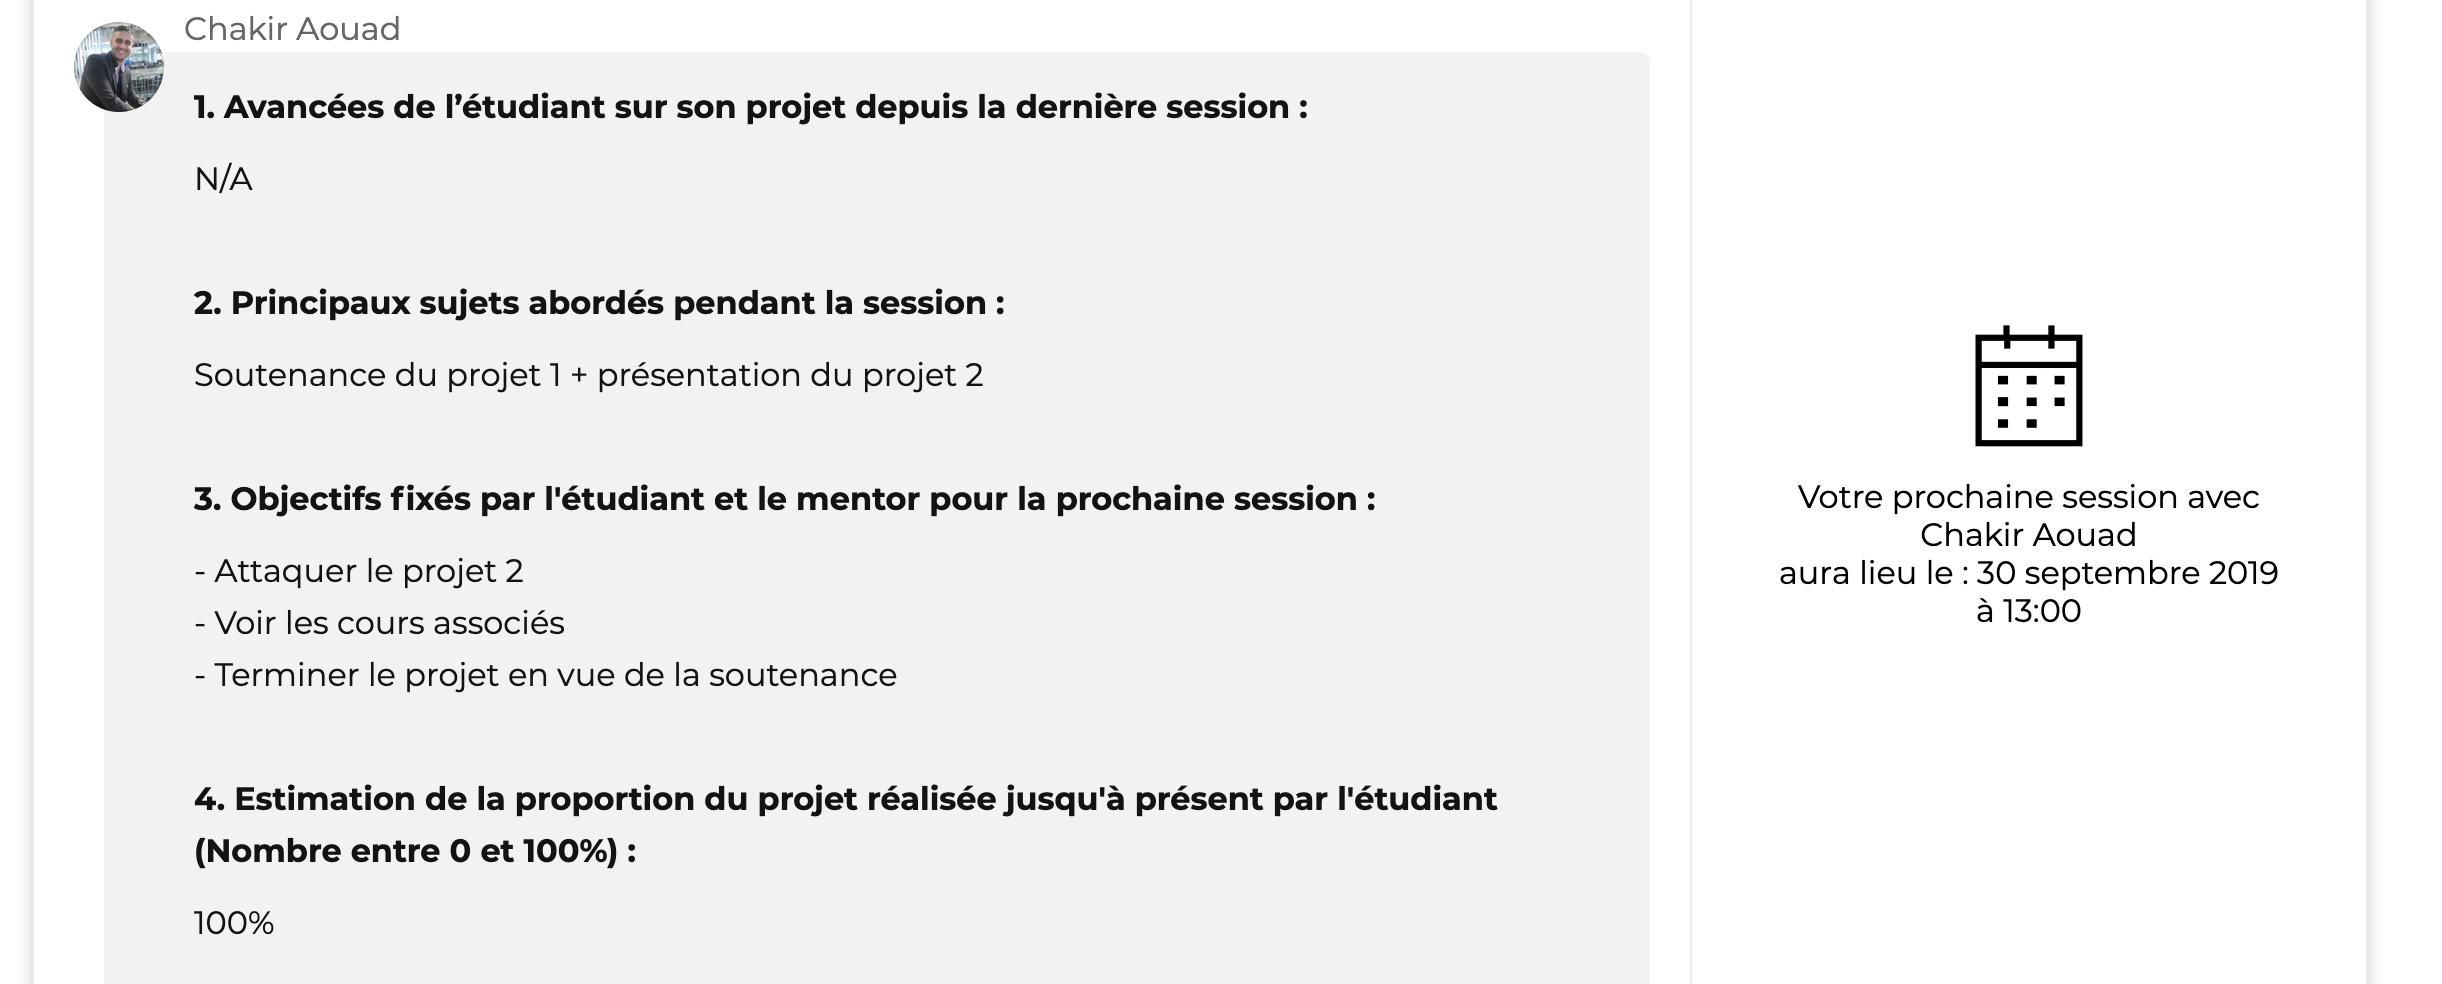 Chakir Aouad
1. Avancées de l’étudiant sur son projet depuis la dernière session :
N/A
2. Principaux sujets abordés pendant la session :
Soutenance du projet 1 + présentation du projet 2
3. Objectifs fixés par l'étudiant et le mentor pour la prochaine session :
- Attaquer le projet 2
- Voir les cours associés
- Terminer le projet en vue de la soutenance
4. Estimation de la proportion du projet réalisée jusqu'à présent par l'étudiant
(Nombre entre 0 et 100%) :
100%
Votre prochaine session avec
Chakir Aouad
aura lieu le : 30 septembre 2019
à 13:00